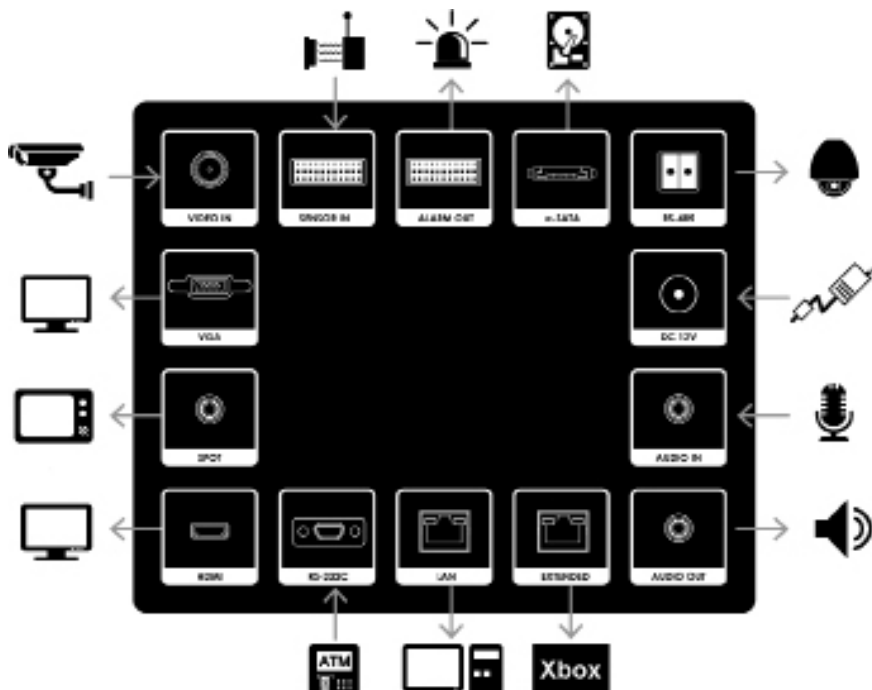 VIDEO IN
SENSOR IN
ALARM OUT
e-SATA
RS-485
VGA
DC 12V
SPOT
AUDIO IN
HDMI
RS-232C
LAN
EXTENDED
AUDIO OUT
ATM
Xbox